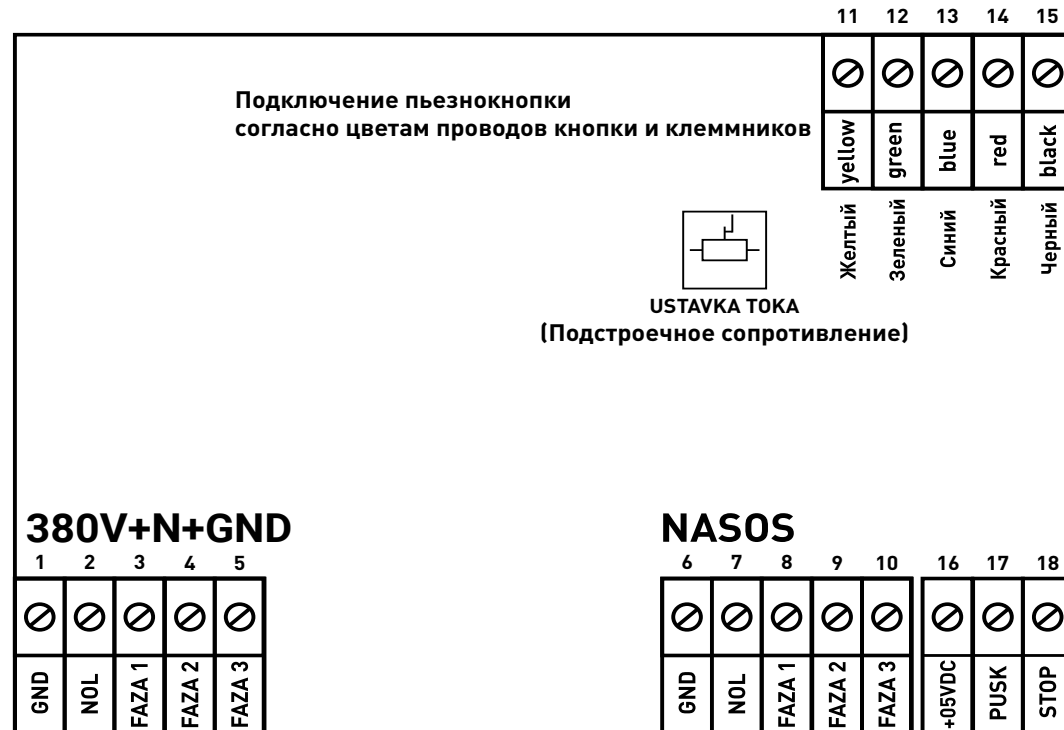 11 12 13 14 15
Подключение пьезнокнопки
согласно цветам проводов кнопки и клеммников
yellow green blue red black
Желтый Зеленый Синий Красный Черный
USTAVKA TOKA
(Подстроечное сопротивление)
380V+N+GND
NASOS
1 2 3 4 5
6 7 8 9 10 16 17 18
GND NOL FAZA 1 FAZA 2 FAZA 3
GND NOL FAZA 1 FAZA 2 FAZA 3 +05VDC PUSK STOP